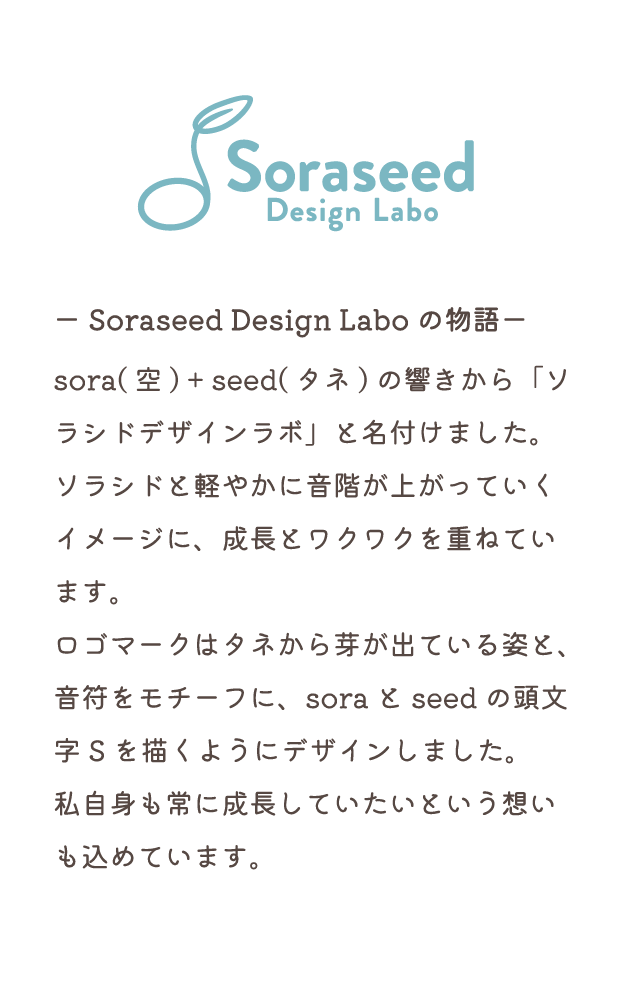 Soraseed
Design Labo
ー Soraseed Design Labo の物語ー
sora( 空 ) + seed( タネ ) の響きから「ソ
ラシドデザインラボ」と名付けました。
ソラシドと軽やかに音階が上がっていく
イメージに、成長とワクワクを重ねてい
ます。
ロゴマークはタネから芽が出ている姿と、
音符をモチーフに、sora と seed の頭文
字 S を描くようにデザインしました。
私自身も常に成長していたいという想い
も込めています。